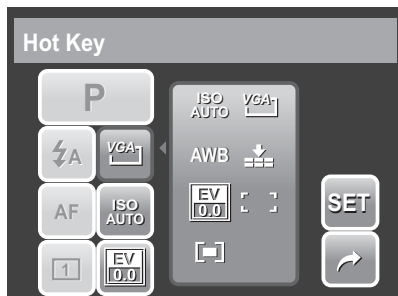 Hot Key
P
ISO AUTO VGA
A VGA
AWB
AF ISO AUTO
EV 0.0
SET
1 EV 0.0